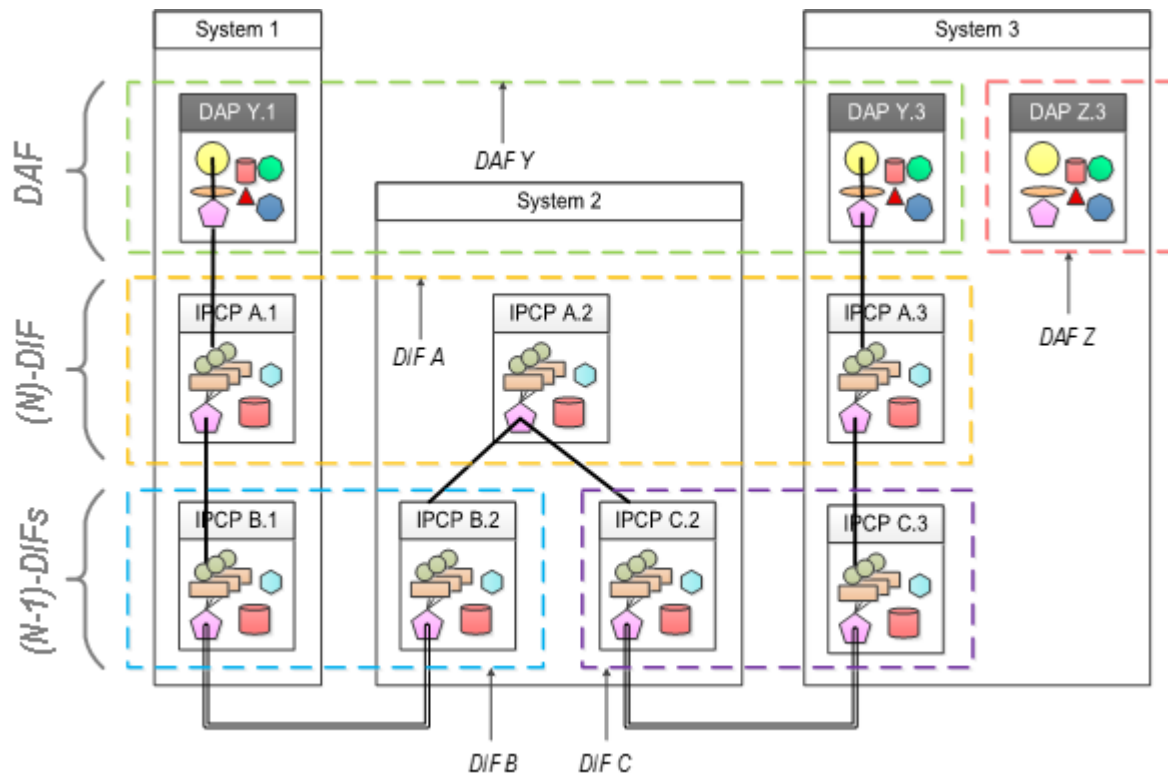 System 1
System 3
DAF
DAP Y.1
DAP Y.3
DAP Z.3
DAF Y
System 2
(N)-DIF
IPCP A.1
IPCP A.2
IPCP A.3
DIF A
DAF Z
(N-1)-DIFs
IPCP B.1
IPCP B.2
IPCP C.2
IPCP C.3
DIF B
DIF C